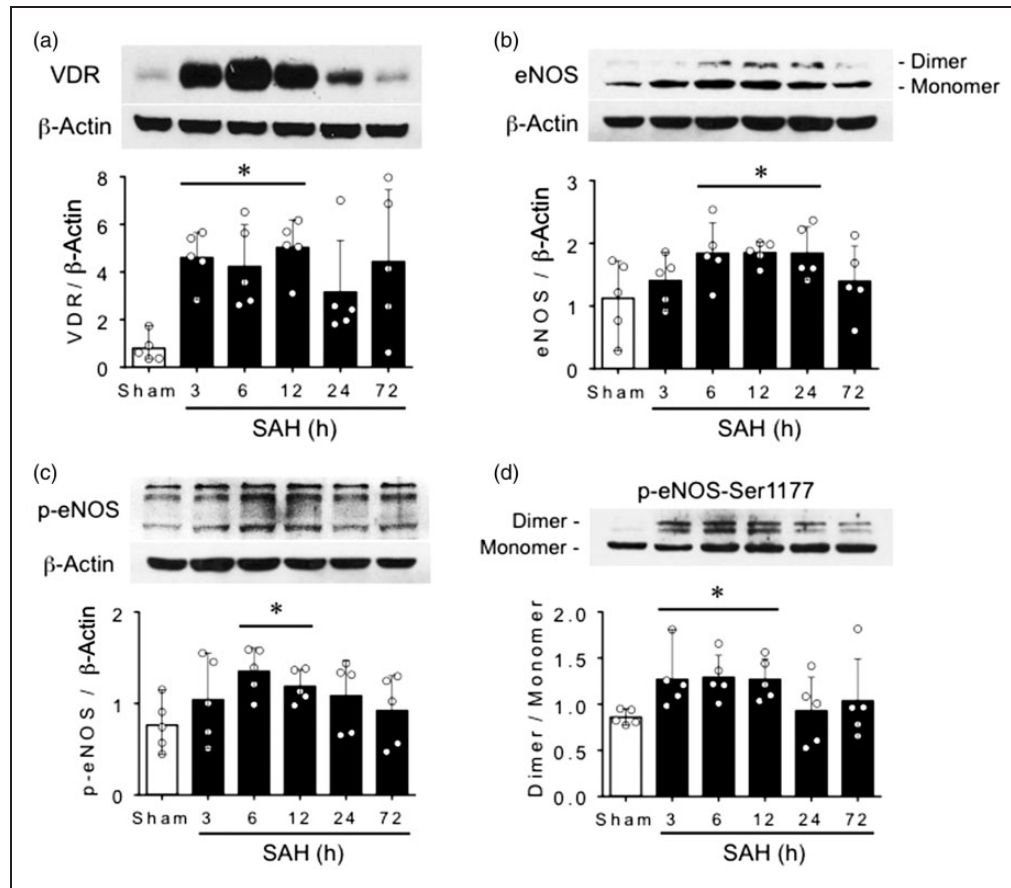 (a)
VDR
β-Actin
*
VDR / β-Actin
8
6
4
2
0
Sham 3 6 12 24 72
SAH (h)
(b)
eNOS
- Dimer
- Monomer
β-Actin
*
eNOS / β-Actin
3
2
1
0
Sham 3 6 12 24 72
SAH (h)
(c)
p-eNOS
β-Actin
*
p-eNOS / β-Actin
2
1
0
Sham 3 6 12 24 72
SAH (h)
(d)
p-eNOS-Ser1177
Dimer -
Monomer -
*
Dimer / Monomer
2.0
1.5
1.0
0.0
Sham 3 6 12 24 72
SAH (h)